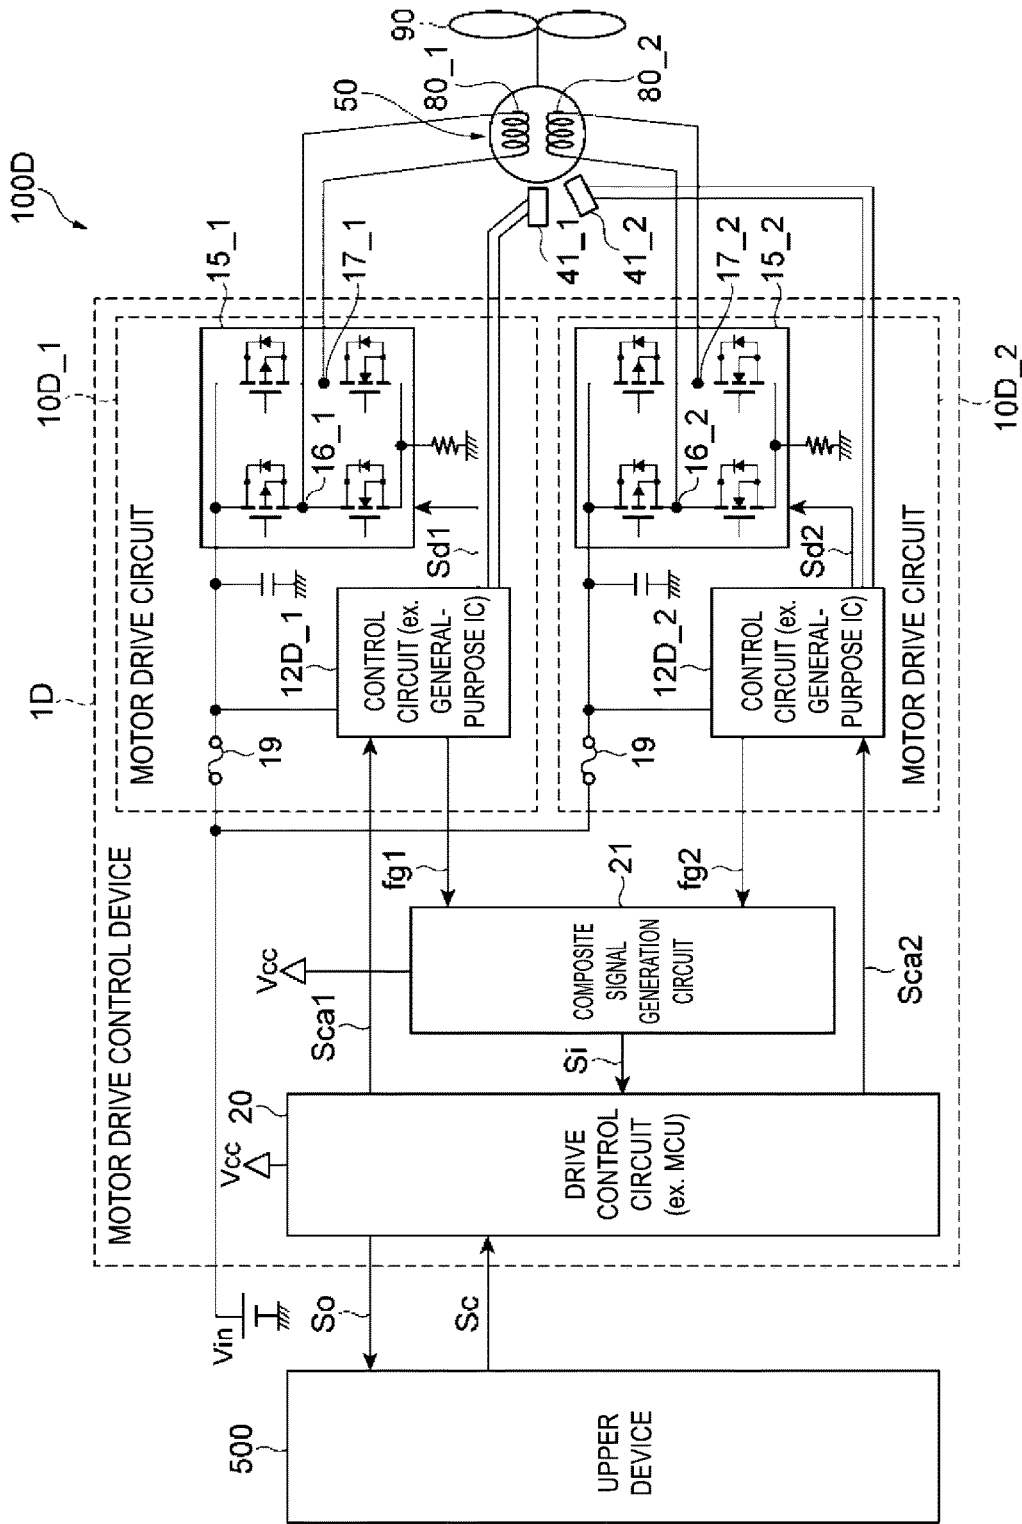 100D
1D
MOTOR DRIVE CONTROL DEVICE
10D_1
MOTOR DRIVE CIRCUIT
15_1
50
80_1
90
80_2
Vin
19
12D_1
CONTROL
CIRCUIT (ex.
GENERAL-
PURPOSE IC)
16_1
17_1
Sd1
41_1
41_2
500
UPPER
DEVICE
So
Sc
Vcc
20
DRIVE
CONTROL
CIRCUIT
(ex. MCU)
Sca1
Vcc
fg1
Si
21
COMPOSITE
SIGNAL
GENERATION
CIRCUIT
fg2
Sca2
19
12D_2
CONTROL
CIRCUIT (ex.
GENERAL-
PURPOSE IC)
16_2
17_2
15_2
Sd2
MOTOR DRIVE CIRCUIT
10D_2